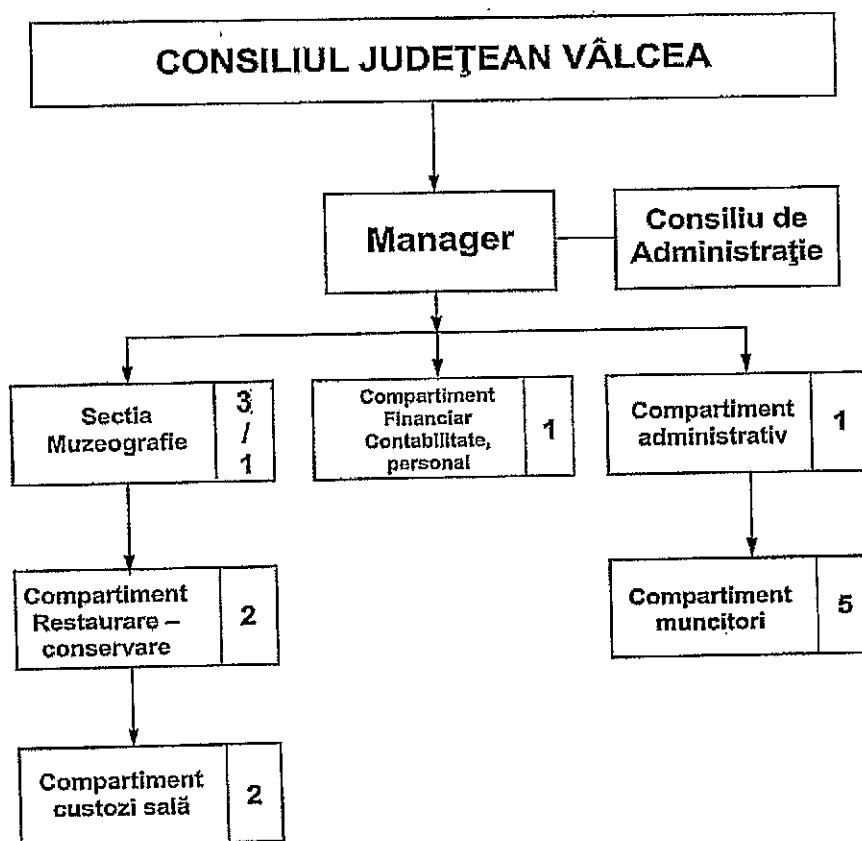 CONSILIUL JUDEŢEAN VÂLCEA
Manager
Consiliu de
Administraţie
Sectia
Muzeografie
3
/
1
Compartiment
Financiar
Contabilitate,
personal
1
Compartiment
administrativ
1
Compartiment
Restaurare –
conservare
2
Compartiment
muncitori
5
Compartiment
custozi sală
2